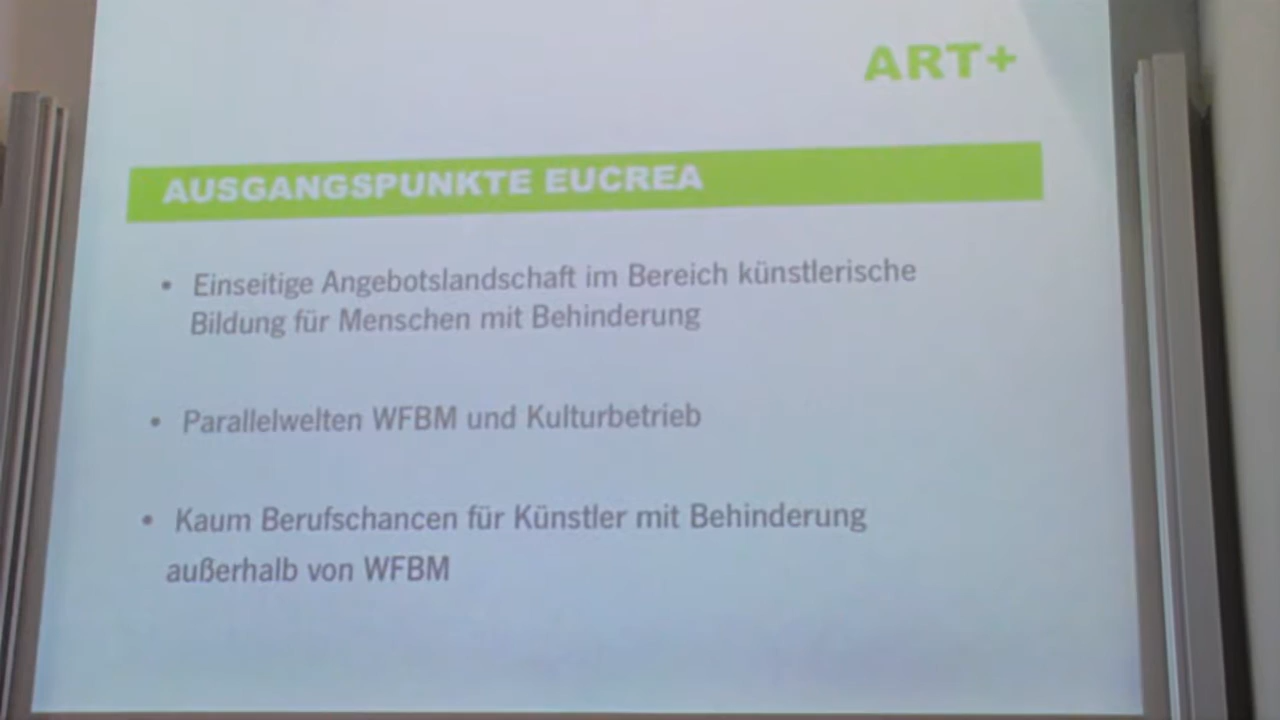 ART+
AUSGANGSPUNKTE EUCREA
• Einseitige Angebotslandschaft im Bereich künstlerische
Bildung für Menschen mit Behinderung
• Parallelwelten WFBM und Kulturbetrieb
• Kaum Berufschancen für Künstler mit Behinderung
außerhalb von WFBM